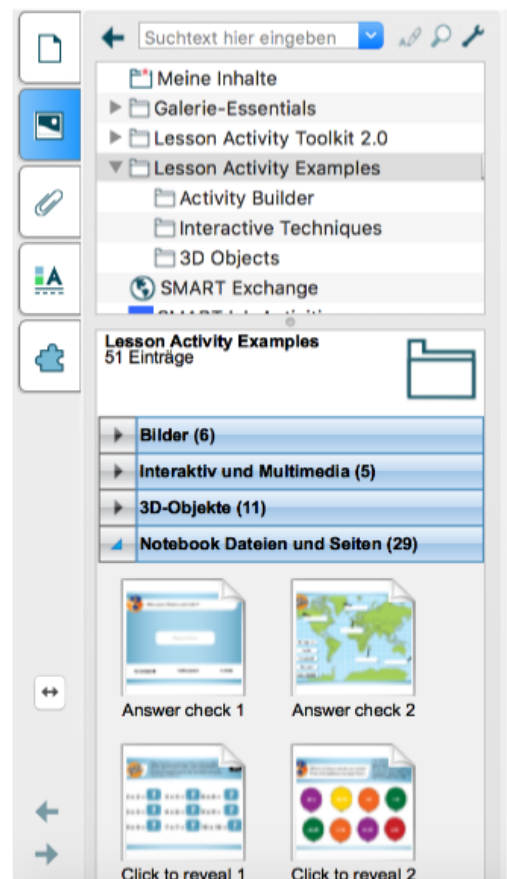 Suchtext hier eingeben
Meine Inhalte
Galerie-Essentials
Lesson Activity Toolkit 2.0
Lesson Activity Examples
Activity Builder
Interactive Techniques
3D Objects
SMART Exchange
Lesson Activity Examples
51 Einträge
Bilder (6)
Interaktiv und Multimedia (5)
3D-Objekte (11)
Notebook Dateien und Seiten (29)
Answer check 1 Answer check 2
Click to reveal 1 Click to reveal 2